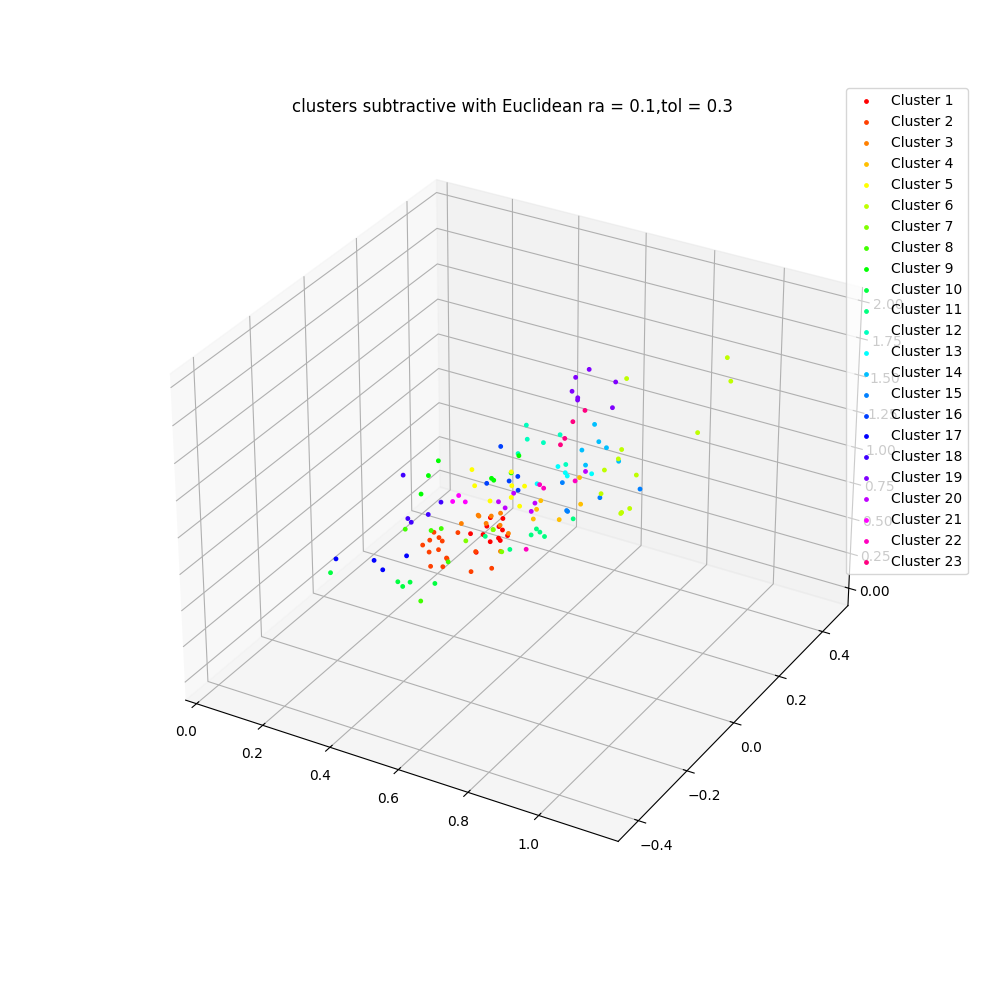 clusters subtractive with Euclidean ra = 0.1,tol = 0.3
Cluster 1
Cluster 2
Cluster 3
Cluster 4
Cluster 5
Cluster 6
Cluster 7
Cluster 8
Cluster 9
Cluster 10
Cluster 11
Cluster 12
Cluster 13
Cluster 14
Cluster 15
Cluster 16
Cluster 17
Cluster 18
Cluster 19
Cluster 20
Cluster 21
Cluster 22
Cluster 23
2.00
1.75
1.50
1.25
1.00
0.75
0.50
0.25
0.00
0.4
0.2
0.0
−0.2
−0.4
0.0
0.2
0.4
0.6
0.8
1.0